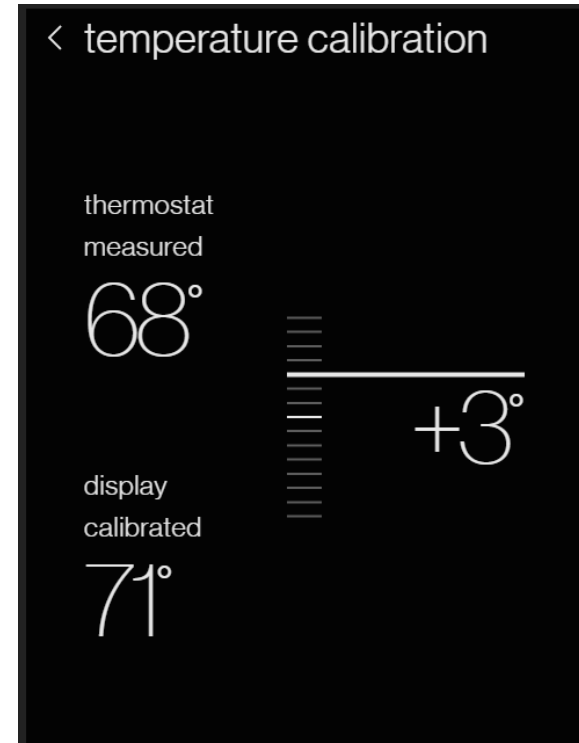 < temperature calibration
thermostat
measured
68°
+3°
display
calibrated
71°